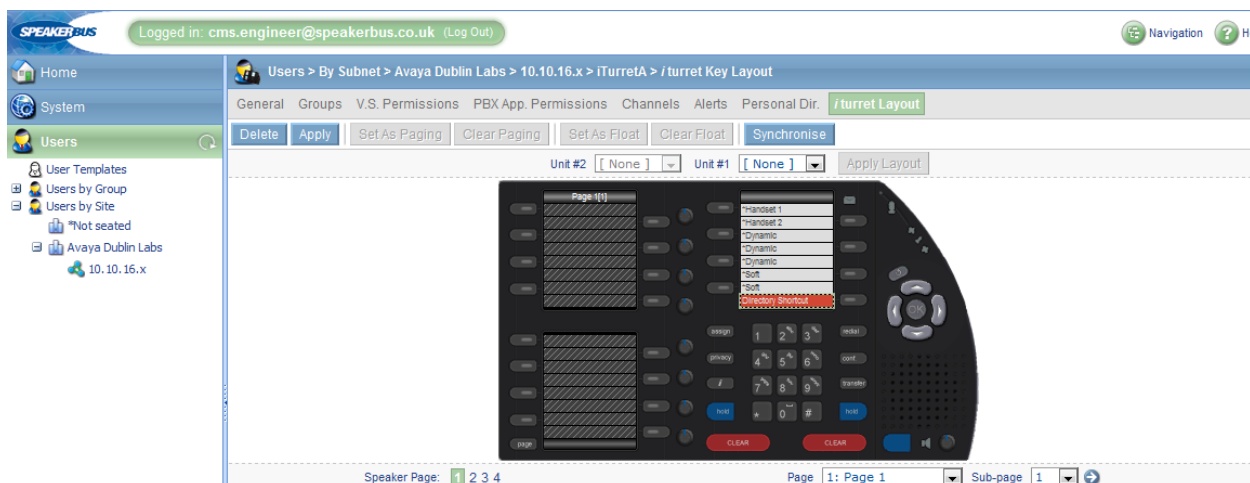 SPEAKERBUS
Logged in: cms.engineer@speakerbus.co.uk (Log Out)
Navigation
H
Home
Users > By Subnet > Avaya Dublin Labs > 10.10.16.x > iTurretA > i turret Key Layout
System
General Groups V.S. Permissions PBX App. Permissions Channels Alerts Personal Dir. i turret Layout
Users
Delete Apply Set As Paging Clear Paging Set As Float Clear Float Synchronise
User Templates
Users by Group
Users by Site
*Not seated
Avaya Dublin Labs
10.10.16.x
Unit #2 [ None ] Unit #1 [ None ] Apply Layout
Page 1[1]
*Handset 1
*Handset 2
*Dynamic
*Dynamic
*Dynamic
*Soft
*Soft
Directory Shortcut
OK
assign 1 2 3 redial
privacy 4 5 6 conf
i 7 8 9 transfer
hold * 0 # hold
page CLEAR CLEAR
Speaker Page: 1 2 3 4
Page 1: Page 1 Sub-page 1